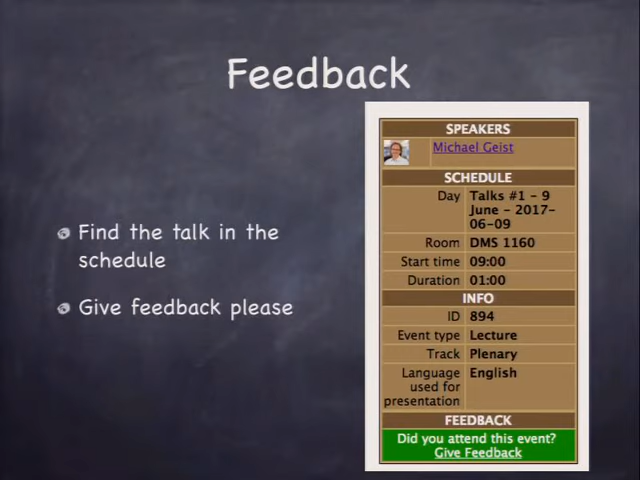 Feedback
Find the talk in the
schedule
Give feedback please
SPEAKERS
Michael Geist
SCHEDULE
Day Talks #1 - 9
June - 2017-
06-09
Room DMS 1160
Start time 09:00
Duration 01:00
INFO
ID 894
Event type Lecture
Track Plenary
Language English
used for
presentation
FEEDBACK
Did you attend this event?
Give Feedback